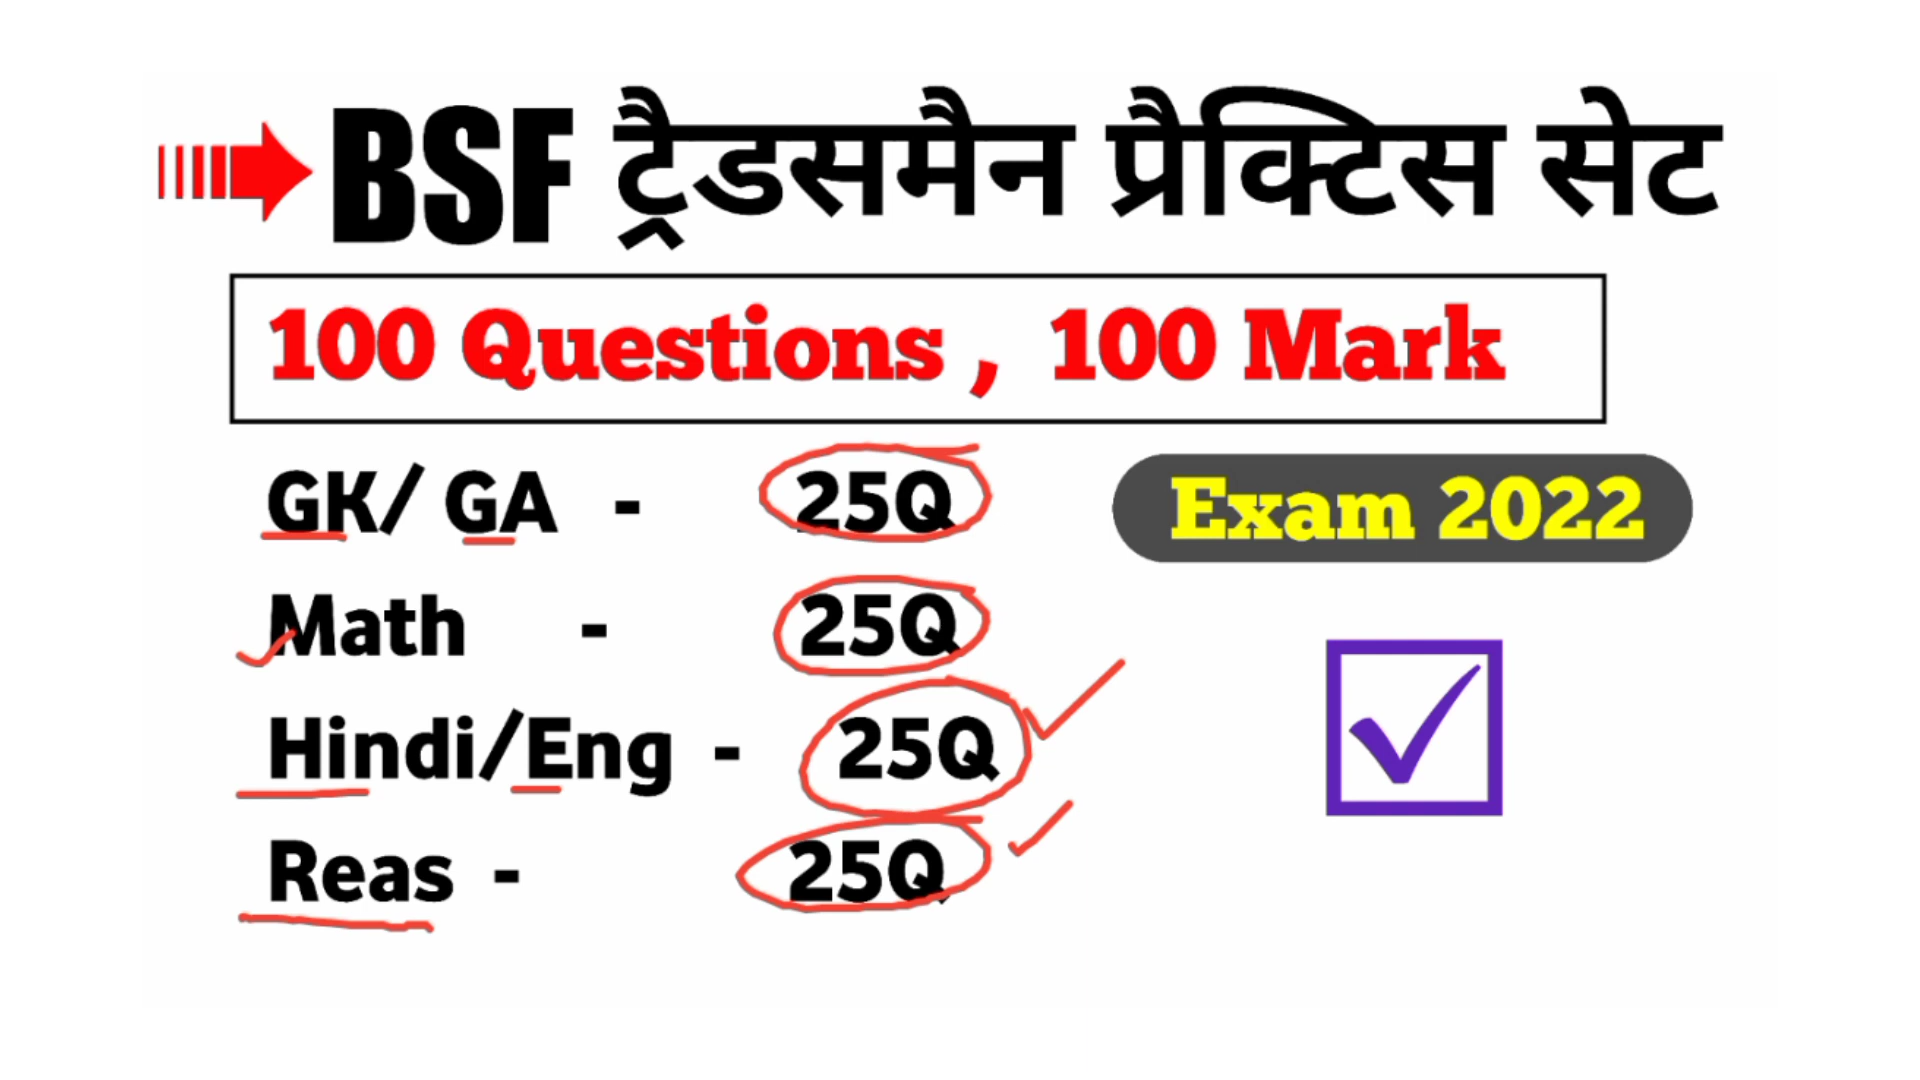 BSF ट्रैडसमैन प्रैक्टिस सेट
100 Questions , 100 Mark
GK/ GA - 25Q
Exam 2022
Math - 25Q
Hindi/Eng - 25Q
Reas - 25Q